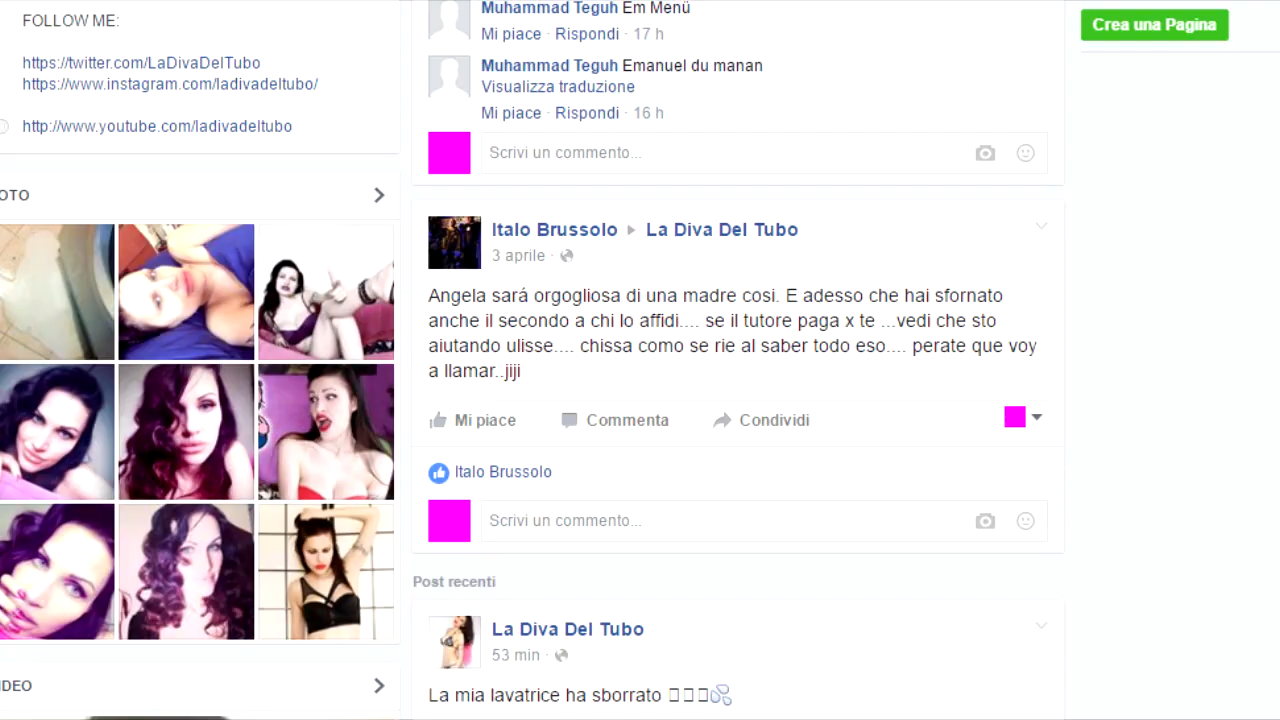 FOLLOW ME:
https://twitter.com/LaDivaDelTubo
https://www.instagram.com/ladivadeltubo/
http://www.youtube.com/ladivadeltubo
OTO
IDEO
Muhammad Teguh Em Menü
Mi piace · Rispondi · 17 h
Muhammad Teguh Emanuel du manan
Visualizza traduzione
Mi piace · Rispondi · 16 h
Scrivi un commento...
Italo Brussolo ▸ La Diva Del Tubo
3 aprile ·
Angela sará orgogliosa di una madre cosi. E adesso che hai sfornato
anche il secondo a chi lo affidi.... se il tutore paga x te ...vedi che sto
aiutando ulisse.... chissa como se rie al saber todo eso.... perate que voy
a llamar..jiji
Mi piace Commenta Condividi
Italo Brussolo
Scrivi un commento...
Post recenti
La Diva Del Tubo
53 min ·
La mia lavatrice ha sborrato 💦
Crea una Pagina